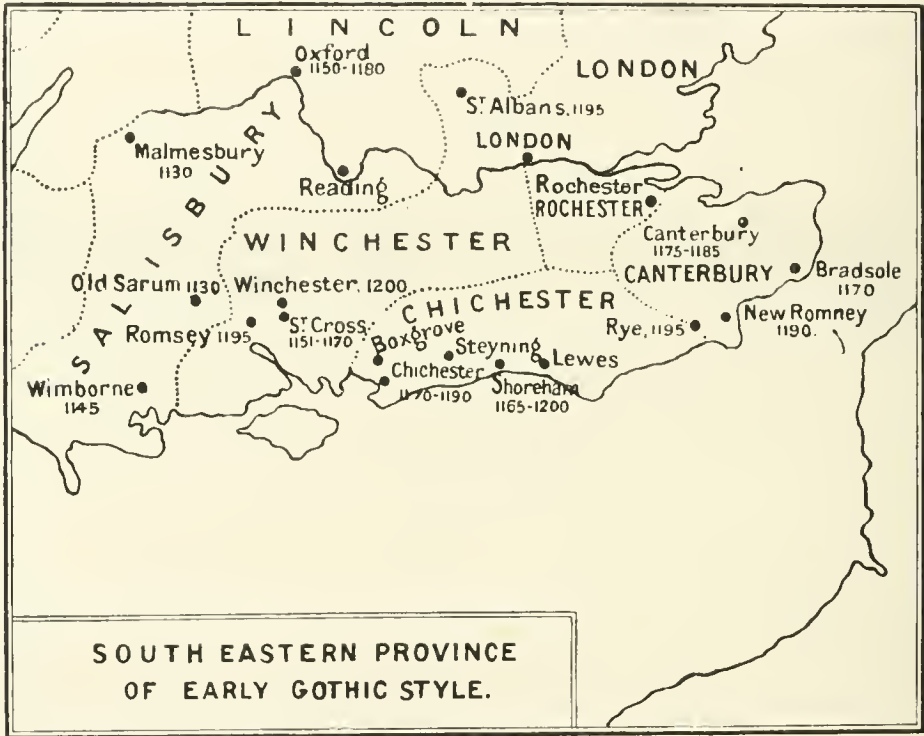 LINCOLN
Oxford
1150-1180
LONDON
ST Albans, 1195
LONDON
Malmesbury
1130
Reading
SALISBURY
Rochester
ROCHESTER
WINCHESTER
Canterbury
1175-1185
CANTERBURY
Bradsole
1170
Old Sarum 1130
Winchester, 1200
CHICHESTER
Romsey 1195
ST Cross
1151-1170
Boxgrove
Steyning
Lewes
Rye, 1195
New Romney
1190.
Wimborne
1145
Chichester
1170-1190
Shoreham
1165-1200
SOUTH EASTERN PROVINCE
OF EARLY GOTHIC STYLE.